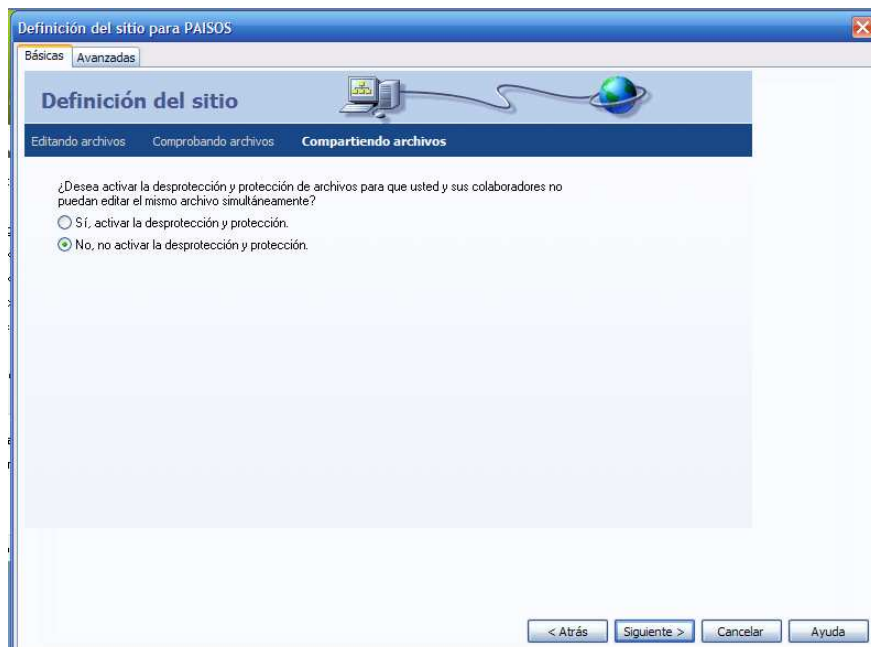 Definición del sitio para PAISOS
Básicas Avanzadas
Definición del sitio
Editando archivos Comprobando archivos Compartiendo archivos
¿Desea activar la desprotección y protección de archivos para que usted y sus colaboradores no
puedan editar el mismo archivo simultáneamente?
Sí, activar la desprotección y protección.
No, no activar la desprotección y protección.
< Atrás Siguiente > Cancelar Ayuda